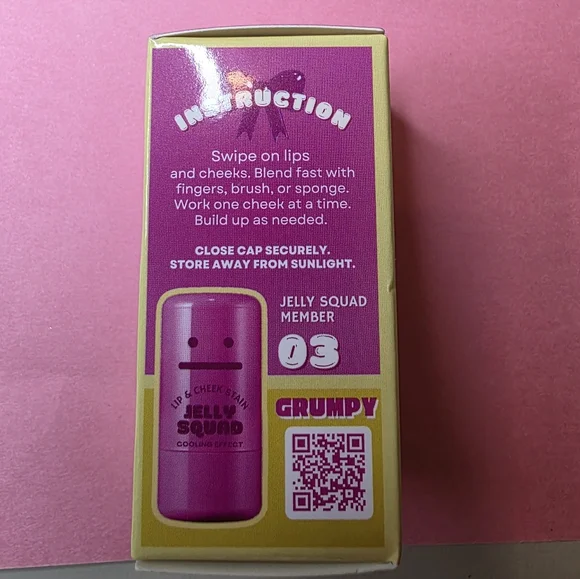 INSTRUCTION
Swipe on lips
and cheeks. Blend fast with
fingers, brush, or sponge.
Work one cheek at a time.
Build up as needed.
CLOSE CAP SECURELY.
STORE AWAY FROM SUNLIGHT.
JELLY SQUAD
MEMBER
03
GRUMPY
LIP & CHEEK STAIN
JELLY
SQUAD
COOLING EFFECT